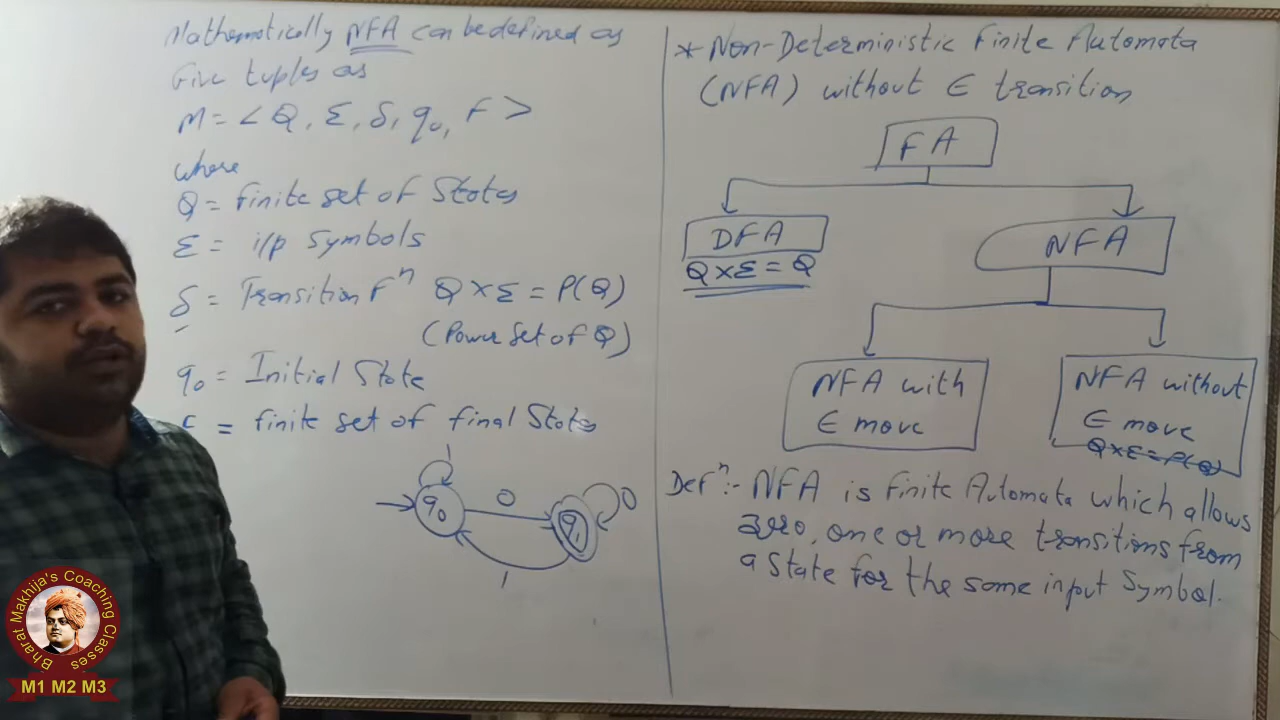 Mathematically NFA can be defined as
Five tuples as
M = < Q, Σ, δ, q0, F >
where
Q = finite set of States
Σ = i/p Symbols
δ = Transition Fⁿ Q × Σ = P(Q)
(Power Set of Q)
q0 = Initial State
F = finite set of final States
1
q0
0
q1
0
1
* Non-Deterministic Finite Automata
(NFA) without ∈ transition
FA
DFA
Q × Σ = Q
NFA
NFA with
∈ move
NFA without
∈ move
Q × Σ = P(Q)
Defⁿ:- NFA is Finite Automata which allows
zero, one or more transitions from
a State for the same input Symbol.
Bharat Makhija's Coaching Classes
M1 M2 M3